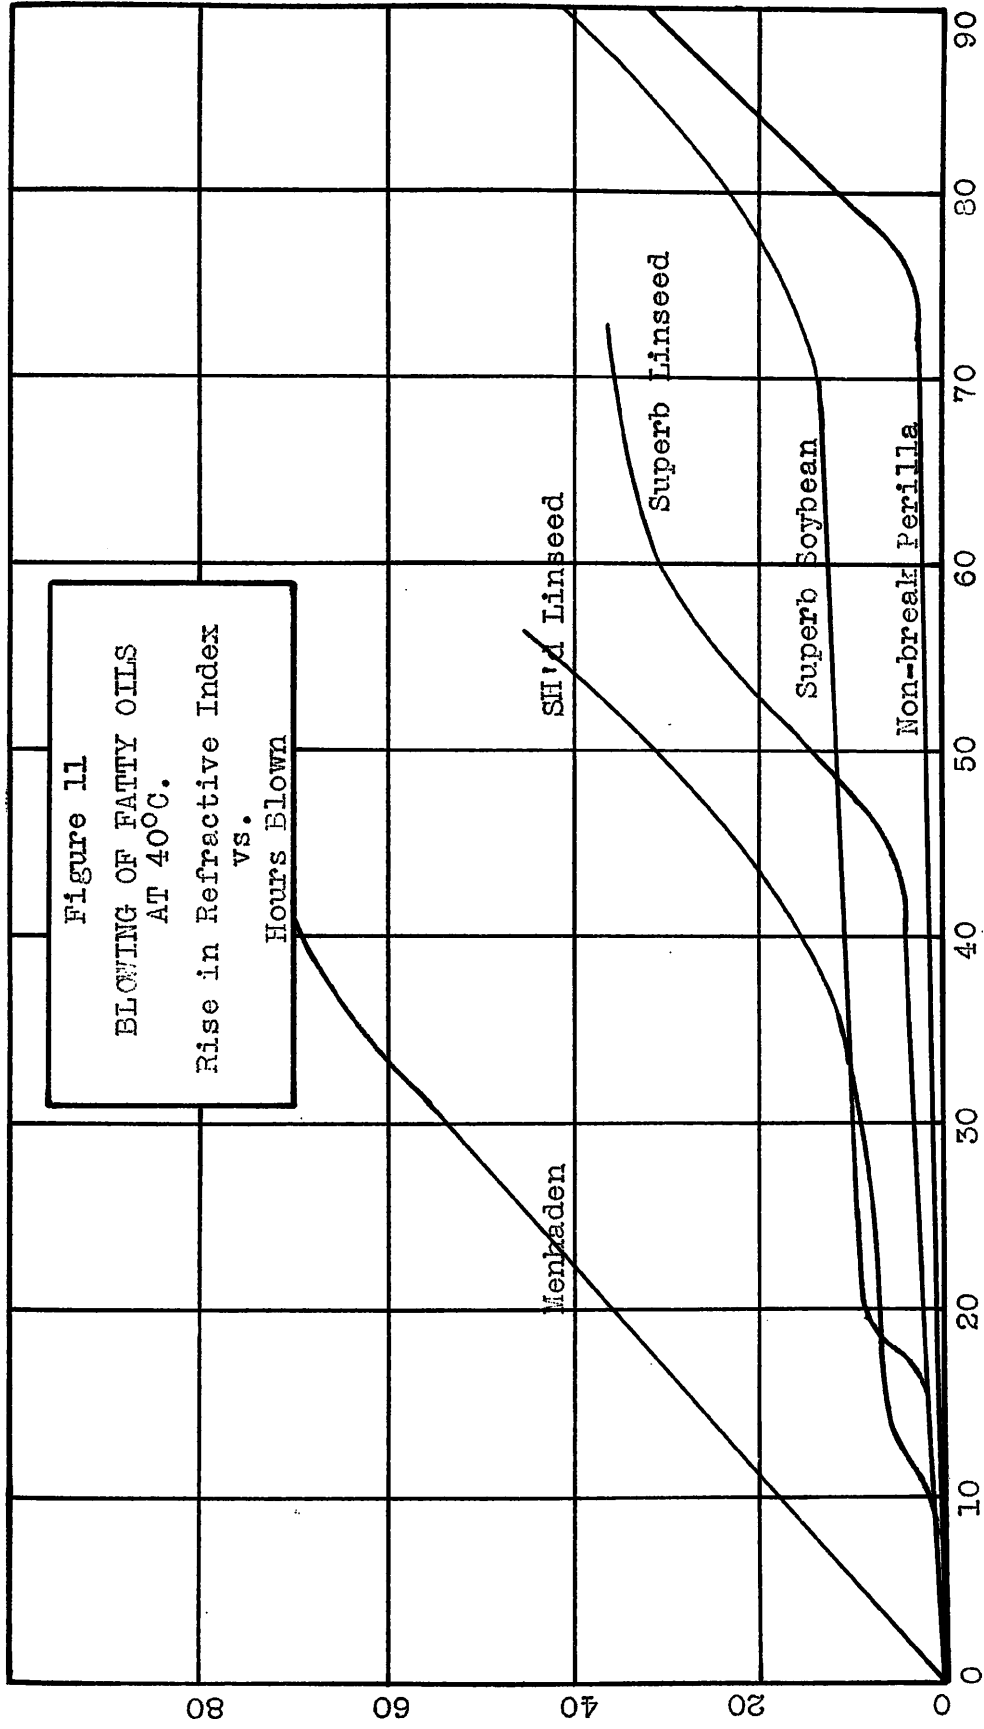 Figure 11
BLOWING OF FATTY OILS
AT 40°C.
Rise in Refractive Index
vs.
Hours Blown
Menhaden
SH'd Linseed
Superb Linseed
Superb Soybean
Non-break Perilla
80
60
40
20
0
0 10 20 30 40 50 60 70 80 90